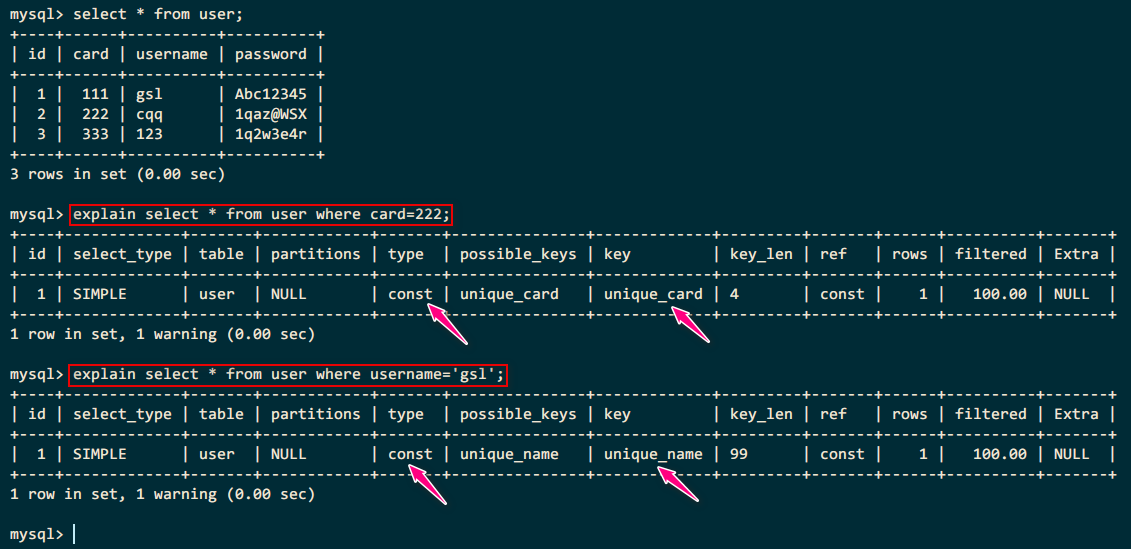 mysql> select * from user;
+----+------+----------+----------+
| id | card | username | password |
+----+------+----------+----------+
|  1 |  111 | gsl      | Abc12345 |
|  2 |  222 | cqq      | 1qaz@WSX |
|  3 |  333 | 123      | 1q2w3e4r |
+----+------+----------+----------+
3 rows in set (0.00 sec)
mysql> explain select * from user where card=222;
+----+-------------+-------+------------+-------+---------------+-------------+---------+-------+------+----------+-------+
| id | select_type | table | partitions | type  | possible_keys | key         | key_len | ref   | rows | filtered | Extra |
+----+-------------+-------+------------+-------+---------------+-------------+---------+-------+------+----------+-------+
|  1 | SIMPLE      | user  | NULL       | const | unique_card   | unique_card | 4       | const |    1 |   100.00 | NULL  |
+----+-------------+-------+------------+-------+---------------+-------------+---------+-------+------+----------+-------+
1 row in set, 1 warning (0.00 sec)
mysql> explain select * from user where username='gsl';
+----+-------------+-------+------------+-------+---------------+-------------+---------+-------+------+----------+-------+
| id | select_type | table | partitions | type  | possible_keys | key         | key_len | ref   | rows | filtered | Extra |
+----+-------------+-------+------------+-------+---------------+-------------+---------+-------+------+----------+-------+
|  1 | SIMPLE      | user  | NULL       | const | unique_name   | unique_name | 99      | const |    1 |   100.00 | NULL  |
+----+-------------+-------+------------+-------+---------------+-------------+---------+-------+------+----------+-------+
1 row in set, 1 warning (0.00 sec)
mysql>